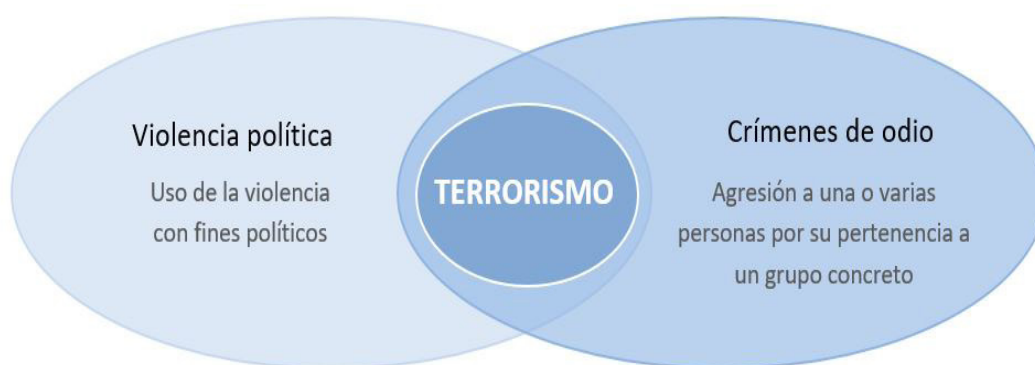 Violencia política
Uso de la violencia
con fines políticos
TERRORISMO
Crímenes de odio
Agresión a una o varias
personas por su pertenencia a
un grupo concreto